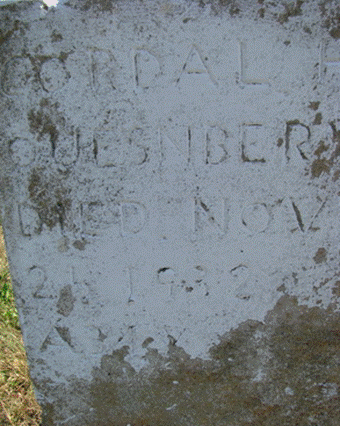 CORDAL H
QUESNBERY
DIED NOV
21 1932